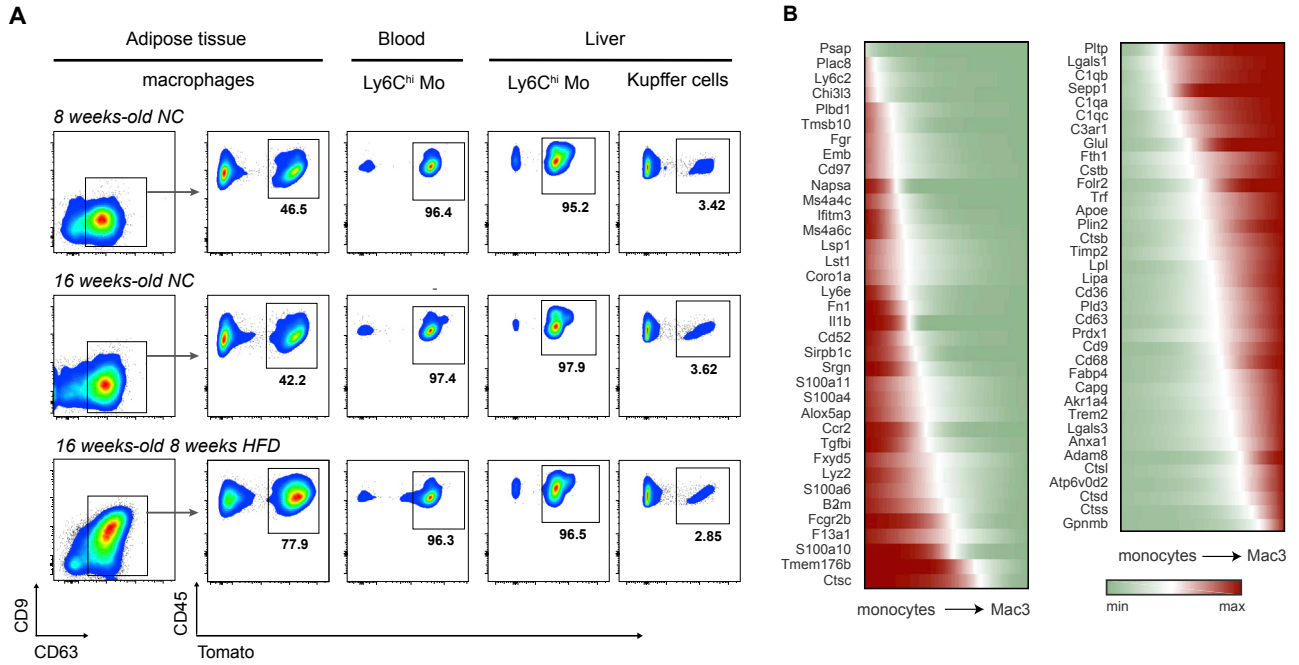 A
Adipose tissue
Blood
Liver
macrophages
Ly6Chi Mo
Ly6Chi Mo
Kupffer cells
8 weeks-old NC
46.5
96.4
95.2
3.42
16 weeks-old NC
42.2
97.4
97.9
3.62
16 weeks-old 8 weeks HFD
77.9
96.3
96.5
2.85
CD9
CD63
CD45
Tomato
B
Psap
Plac8
Ly6c2
Chi3l3
Plbd1
Tmsb10
Fgr
Emb
Cd97
Napsa
Ms4a4c
Ifitm3
Ms4a6c
Lsp1
Lst1
Coro1a
Ly6e
Fn1
Il1b
Cd52
Sirpb1c
Srgn
S100a11
S100a4
Alox5ap
Ccr2
Tgfbi
Fxyd5
Lyz2
S100a6
B2m
Fcgr2b
F13a1
S100a10
Tmem176b
Ctsc
monocytes → Mac3
Pltp
Lgals1
C1qb
Sepp1
C1qa
C1qc
C3ar1
Glul
Fth1
Cstb
Folr2
Trf
Apoe
Plin2
Ctsb
Timp2
Lpl
Lipa
Cd36
Pld3
Cd63
Prdx1
Cd9
Cd68
Fabp4
Capg
Akr1a4
Trem2
Lgals3
Anxa1
Adam8
Ctsl
Atp6v0d2
Ctsd
Ctss
Gpnmb
monocytes → Mac3
min
max